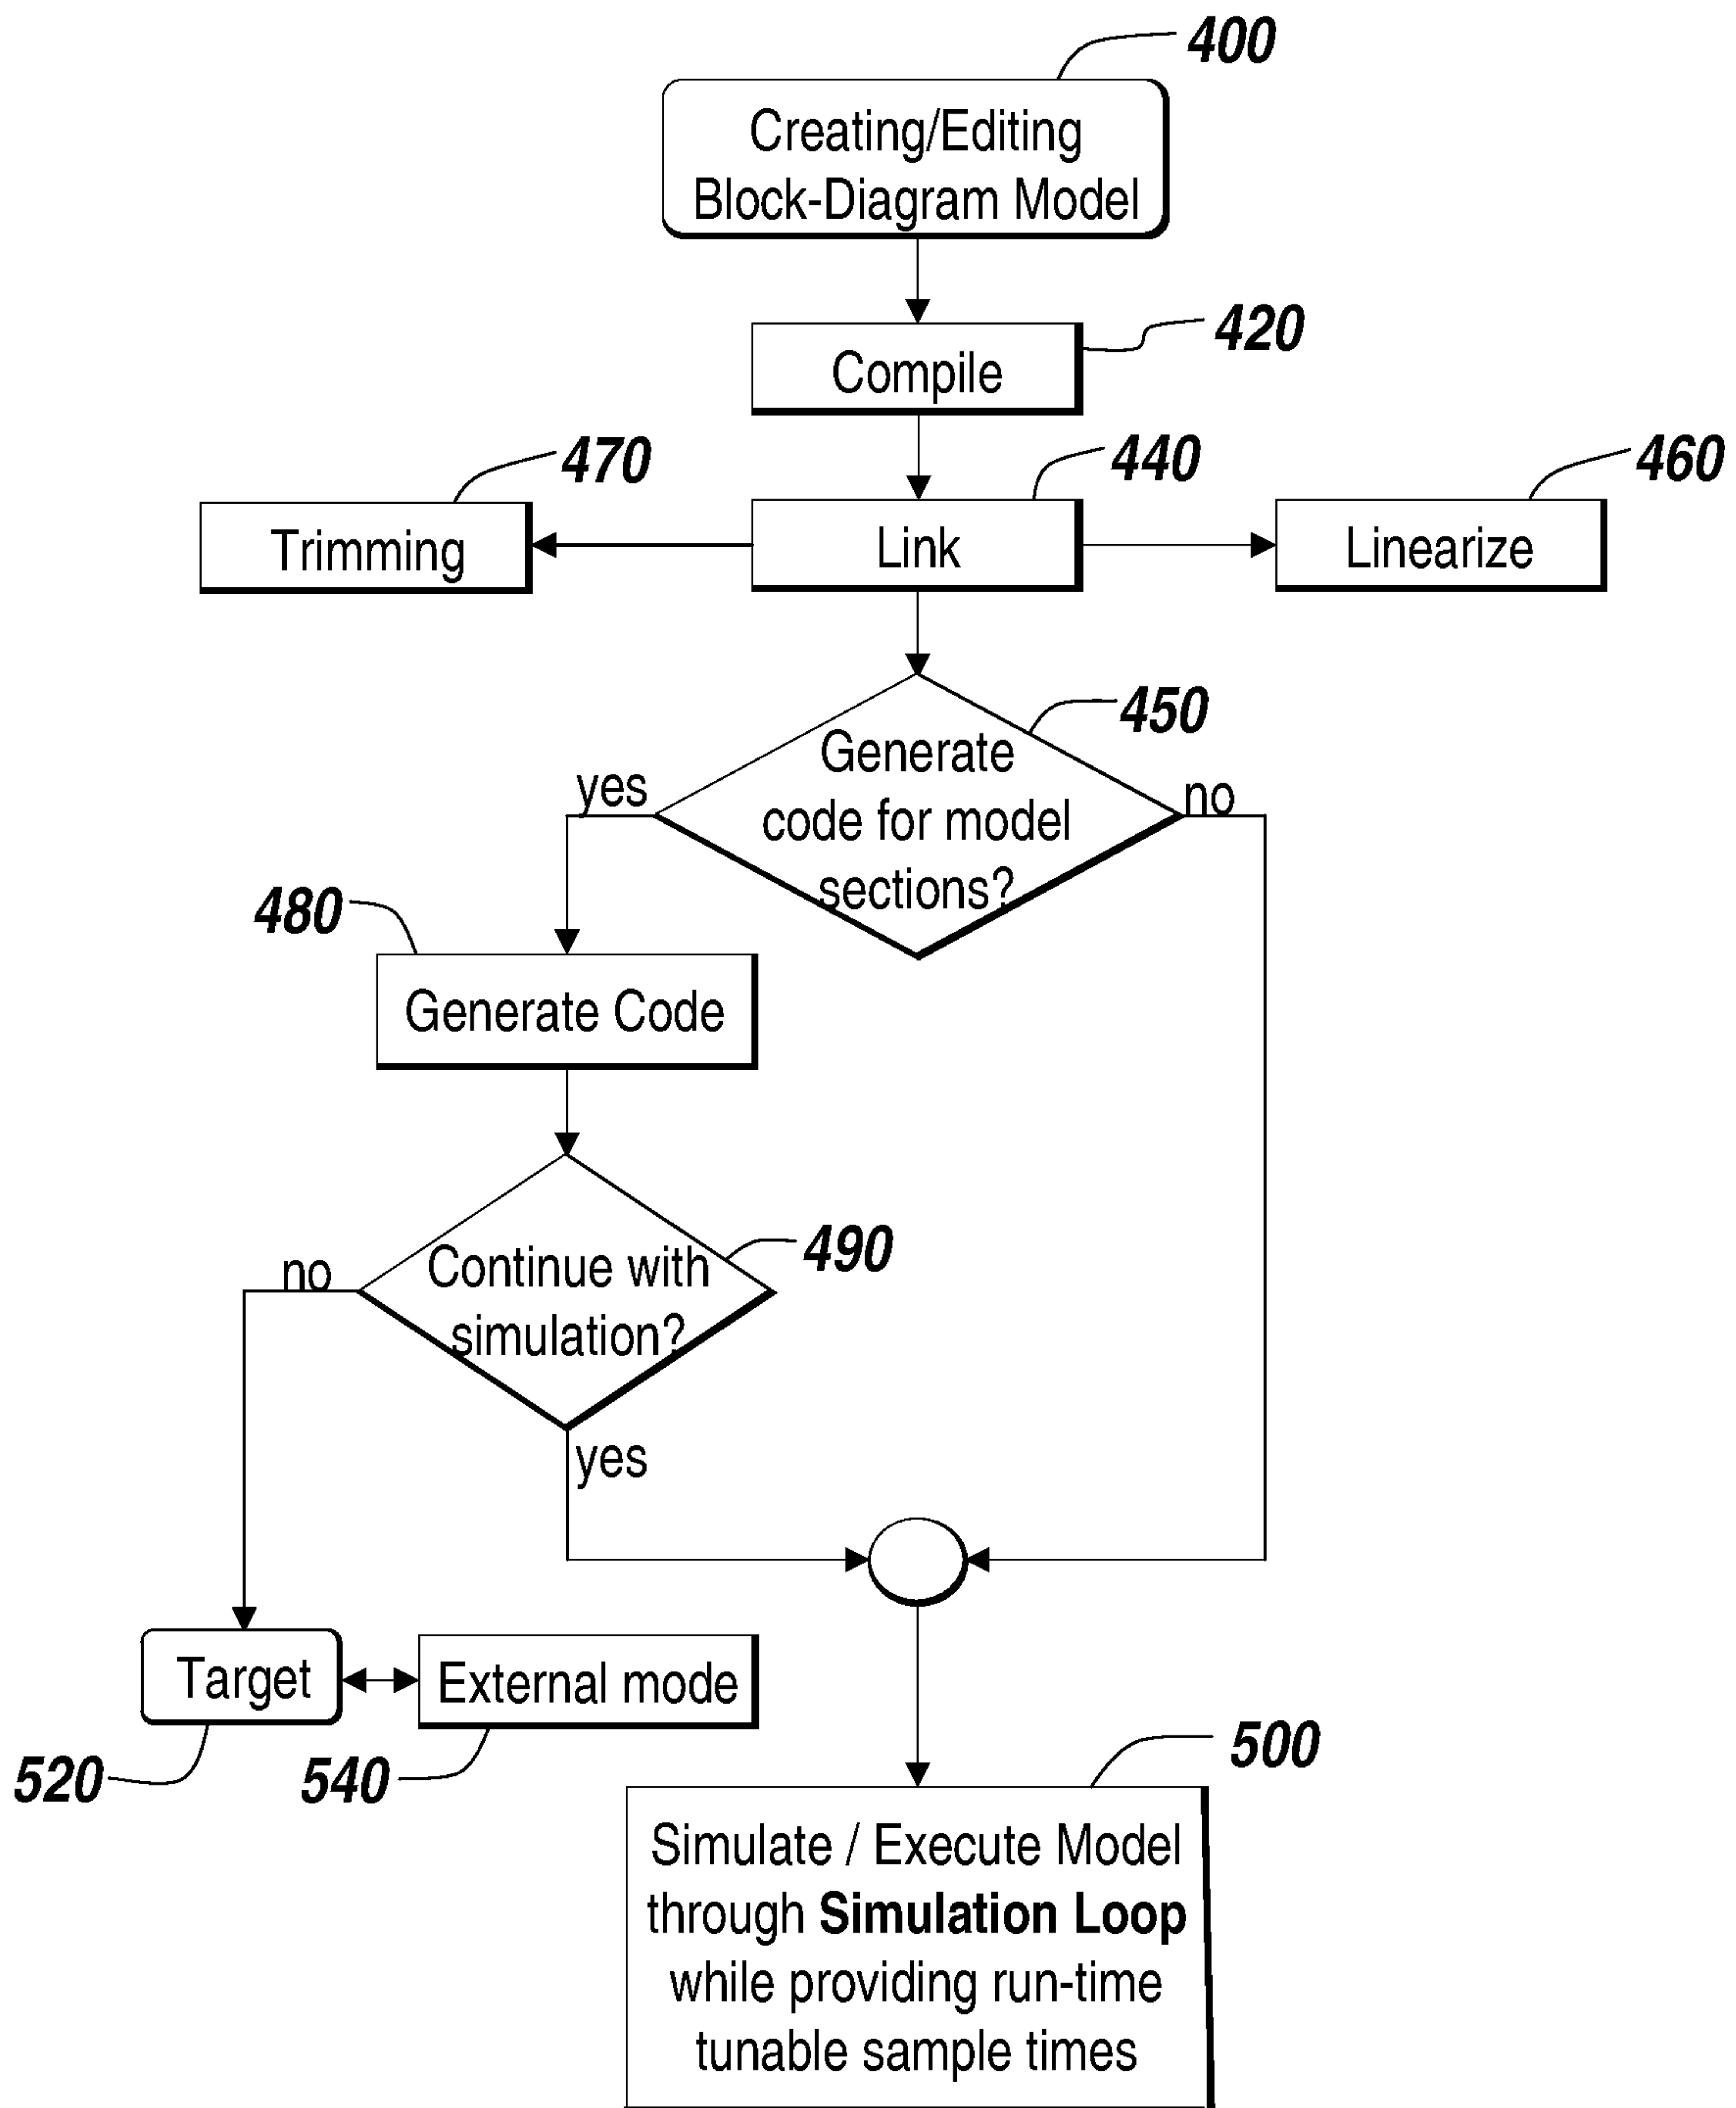 400
Creating/Editing
Block-Diagram Model
420
Compile
470
440
460
Trimming
Link
Linearize
450
Generate
code for model
sections?
yes
no
480
Generate Code
490
Continue with
simulation?
no
yes
Target
External mode
520
540
500
Simulate / Execute Model
through Simulation Loop
while providing run-time
tunable sample times